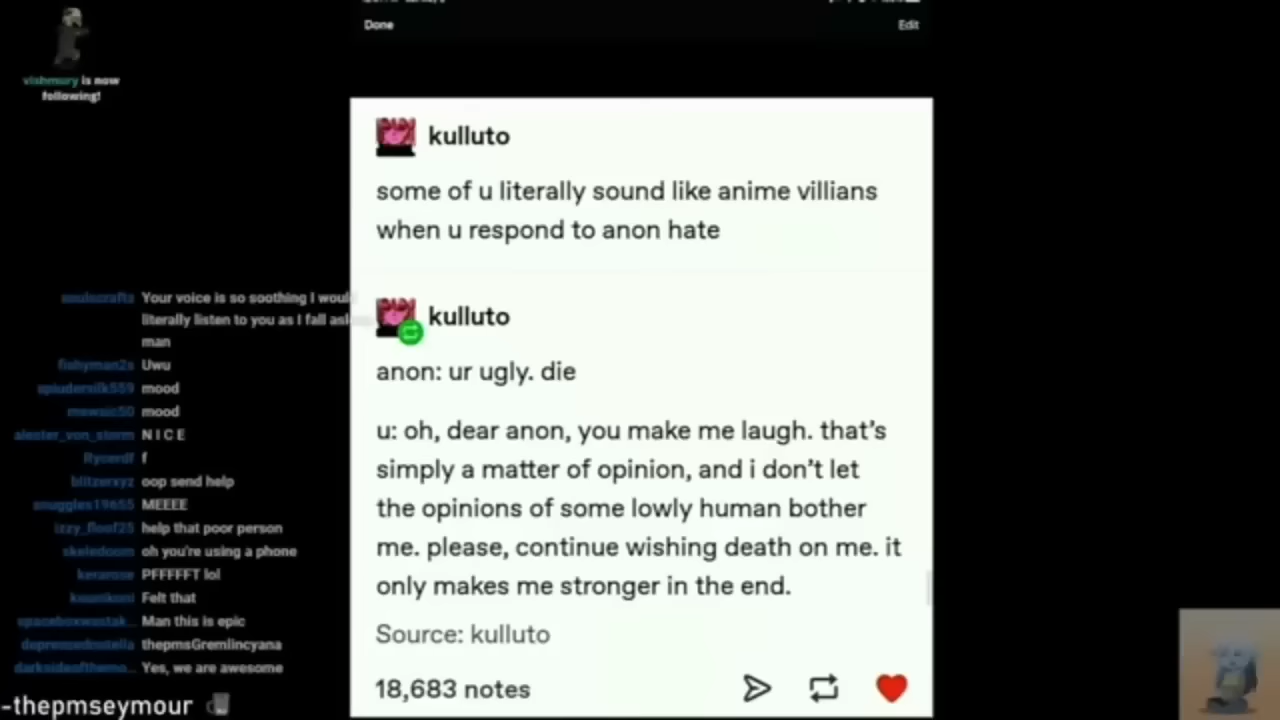 Done
Edit
is now
following!
kulluto
some of u literally sound like anime villians
when u respond to anon hate
kulluto
anon: ur ugly. die
u: oh, dear anon, you make me laugh. that's
simply a matter of opinion, and i don't let
the opinions of some lowly human bother
me. please, continue wishing death on me. it
only makes me stronger in the end.
Source: kulluto
18,683 notes
Your voice is so soothing I would
literally listen to you as I fall
man
Uwu
mood
mood
N I C E
f
oop send help
MEEEE
help that poor person
oh you're using a phone
PFFFFFT lol
Felt that
Man this is epic
thepmsGremlincyana
Yes, we are awesome
-thepmseymour